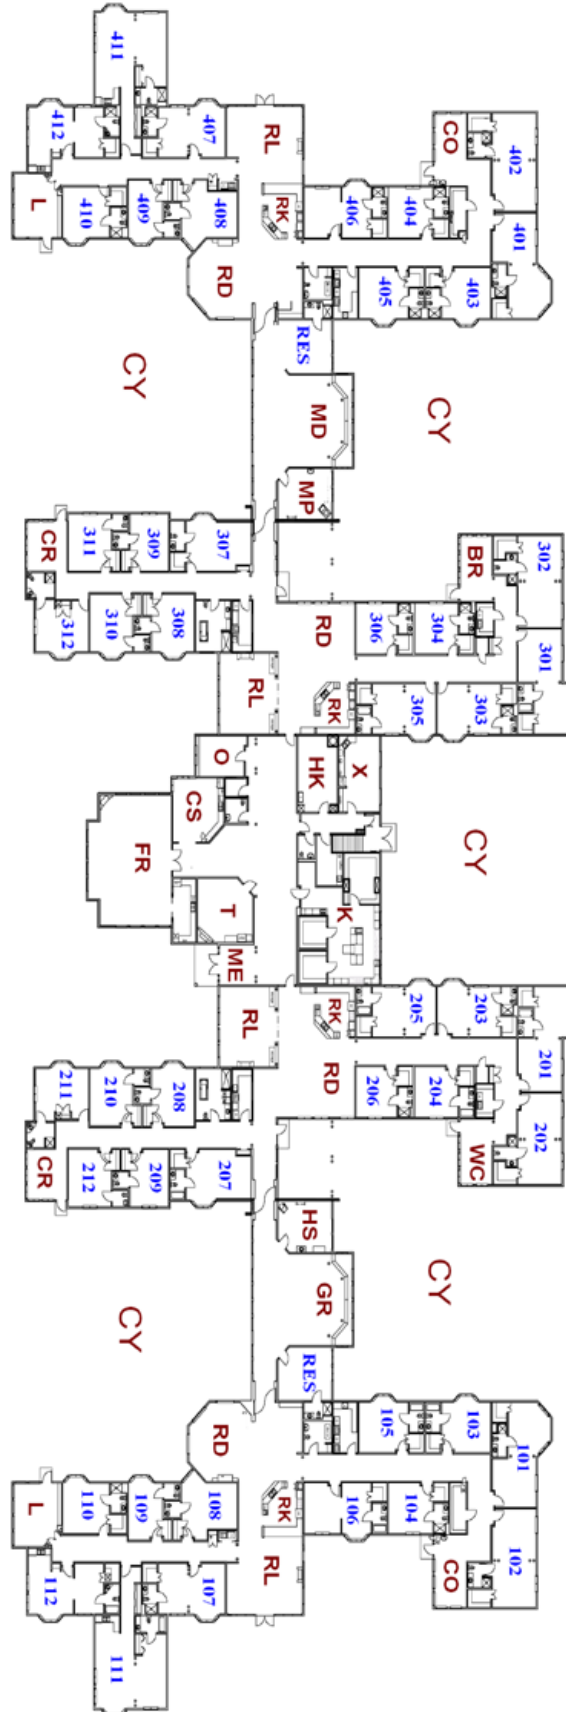 411
412
407
RL
CO
402
L
410
409
408
RK
406
404
401
RD
405
403
CY
RES
CY
MD
MP
CR
311
309
307
BR
302
312
310
308
RD
306
304
301
RL
RK
305
303
O
HK
X
CS
FR
CY
T
K
ME
RL
RK
205
203
211
210
208
RD
206
204
201
CR
212
209
207
WC
202
HS
CY
GR
CY
RES
RD
105
103
101
L
110
109
108
RK
106
104
112
107
RL
CO
102
111